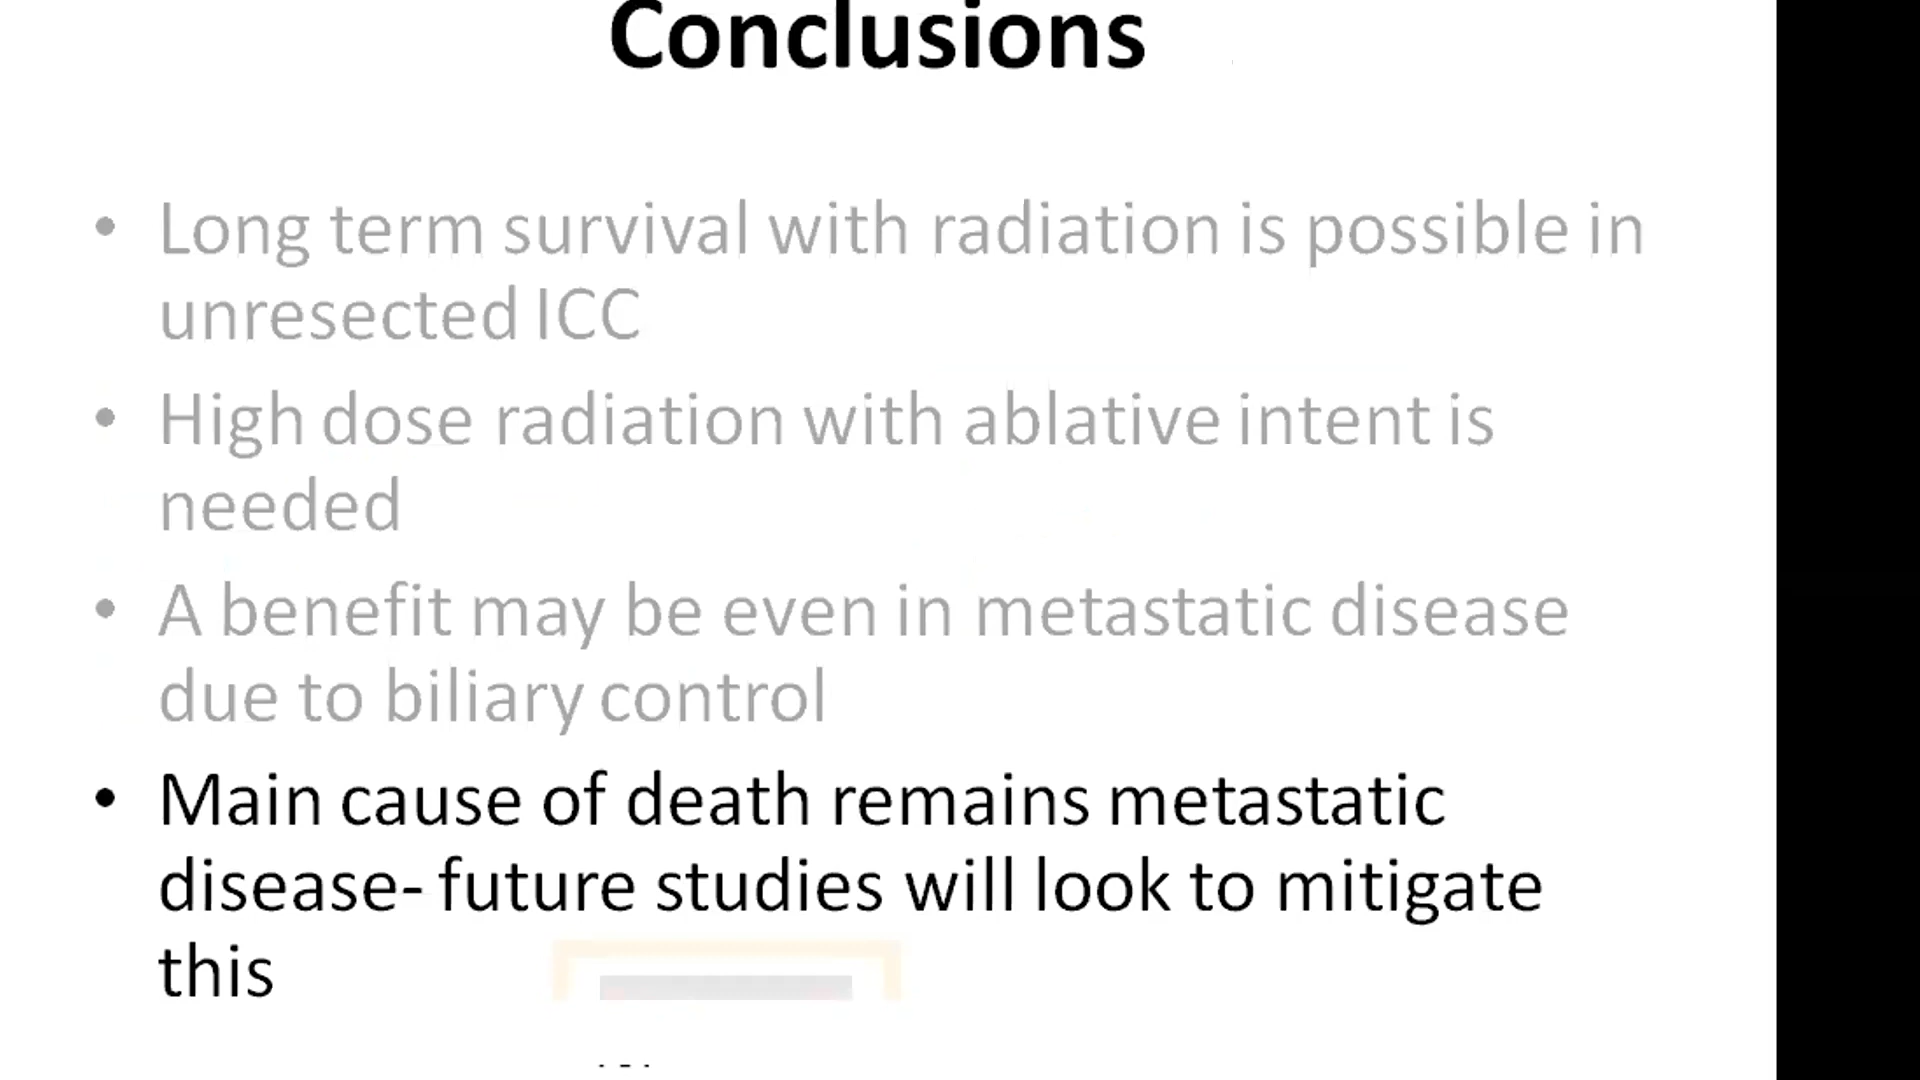 Conclusions
• Long term survival with radiation is possible in
unresected ICC
• High dose radiation with ablative intent is
needed
• A benefit may be even in metastatic disease
due to biliary control
• Main cause of death remains metastatic
disease- future studies will look to mitigate
this